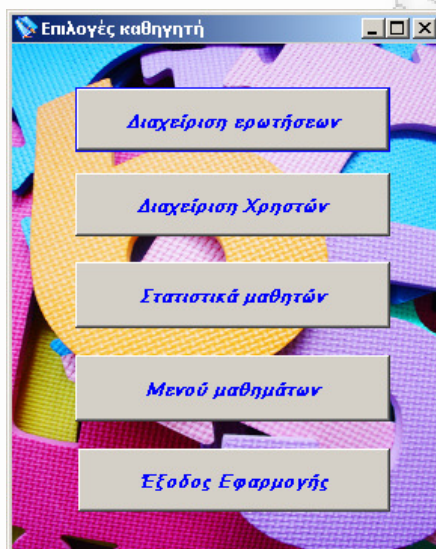 Επιλογές καθηγητή
Διαχείριση ερωτήσεων
Διαχείριση Χρηστών
Στατιστικά μαθητών
Μενού μαθημάτων
Έξοδος Εφαρμογής